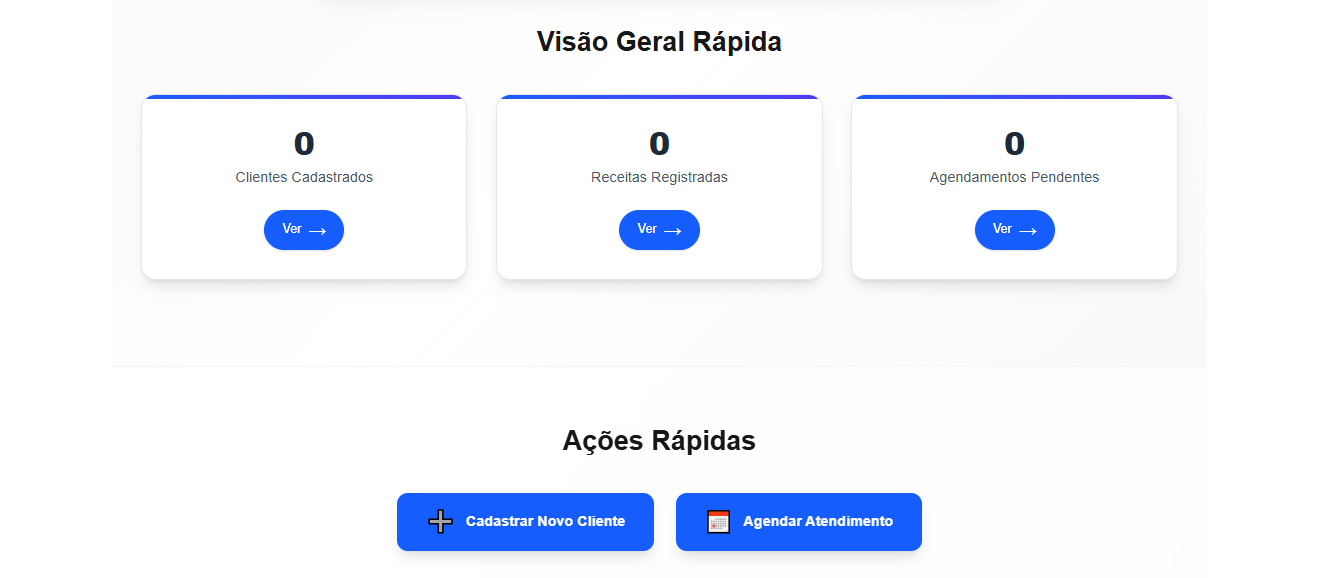 Visão Geral Rápida
0
Clientes Cadastrados
Ver →
0
Receitas Registradas
Ver →
0
Agendamentos Pendentes
Ver →
Ações Rápidas
Cadastrar Novo Cliente
Agendar Atendimento